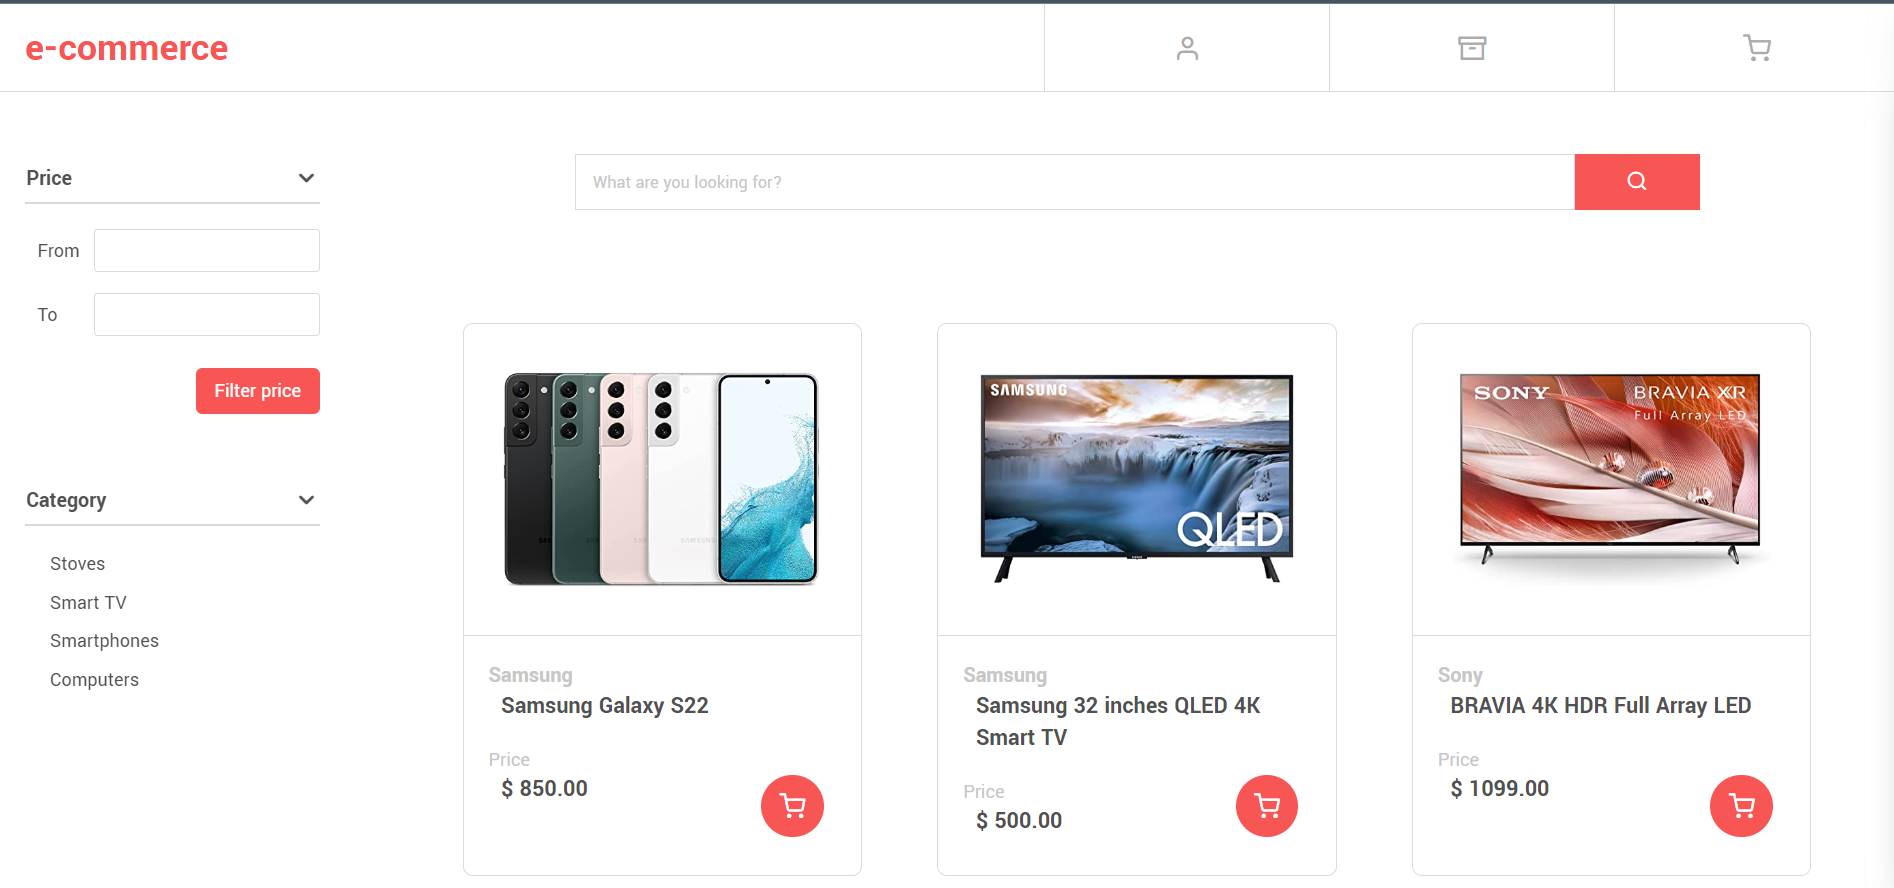 e-commerce
Price
From
To
Filter price
Category
Stoves
Smart TV
Smartphones
Computers
What are you looking for?
SAMSUNG
Samsung
Samsung Galaxy S22
Price
$ 850.00
SAMSUNG
QLED
Samsung
Samsung 32 inches QLED 4K
Smart TV
Price
$ 500.00
SONY
BRAVIA XR
Full Array LED
Sony
BRAVIA 4K HDR Full Array LED
Price
$ 1099.00